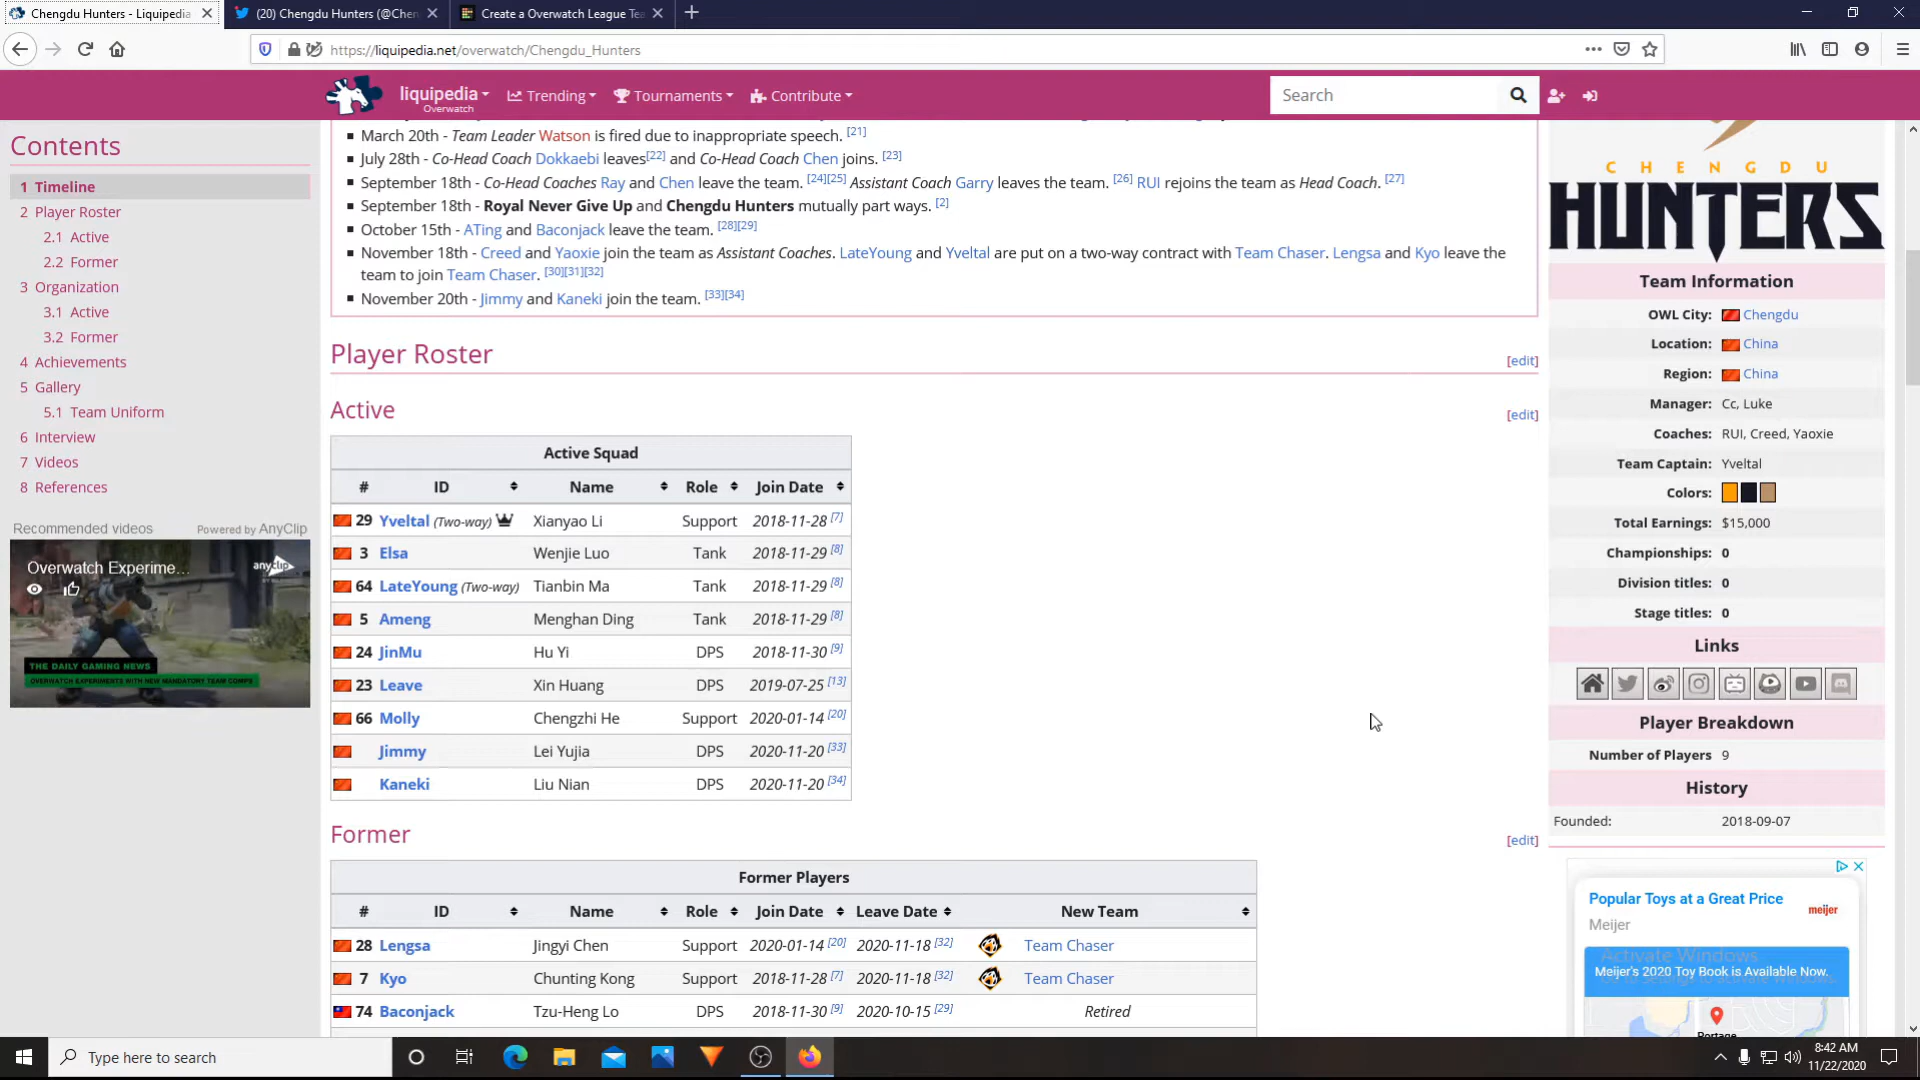 Chengdu Hunters - Liquipedia
(20) Chengdu Hunters (@Chen
Create a Overwatch League Te
https://liquipedia.net/overwatch/Chengdu_Hunters
liquipedia
Overwatch
Trending
Tournaments
Contribute
Search
Contents
1 Timeline
2 Player Roster
2.1 Active
2.2 Former
3 Organization
3.1 Active
3.2 Former
4 Achievements
5 Gallery
5.1 Team Uniform
6 Interview
7 Videos
8 References
Recommended videos
Powered by AnyClip
Overwatch Experime...
anyclip
THE DAILY GAMING NEWS
OVERWATCH EXPERIMENTS WITH NEW MANDATORY TEAM COMPS
March 20th - Team Leader Watson is fired due to inappropriate speech. [21]
July 28th - Co-Head Coach Dokkaebi leaves[22] and Co-Head Coach Chen joins. [23]
September 18th - Co-Head Coaches Ray and Chen leave the team. [24][25] Assistant Coach Garry leaves the team. [26] RUI rejoins the team as Head Coach. [27]
September 18th - Royal Never Give Up and Chengdu Hunters mutually part ways. [2]
October 15th - ATing and Baconjack leave the team. [28][29]
November 18th - Creed and Yaoxie join the team as Assistant Coaches. LateYoung and Yveltal are put on a two-way contract with Team Chaser. Lengsa and Kyo leave the
team to join Team Chaser. [30][31][32]
November 20th - Jimmy and Kaneki join the team. [33][34]
Player Roster
[edit]
Active
[edit]
Active Squad
# ID Name Role Join Date
29 Yveltal (Two-way) Xianyao Li Support 2018-11-28 [7]
3 Elsa Wenjie Luo Tank 2018-11-29 [8]
64 LateYoung (Two-way) Tianbin Ma Tank 2018-11-29 [8]
5 Ameng Menghan Ding Tank 2018-11-29 [8]
24 JinMu Hu Yi DPS 2018-11-30 [9]
23 Leave Xin Huang DPS 2019-07-25 [13]
66 Molly Chengzhi He Support 2020-01-14 [20]
Jimmy Lei Yujia DPS 2020-11-20 [33]
Kaneki Liu Nian DPS 2020-11-20 [34]
Former
[edit]
Former Players
# ID Name Role Join Date Leave Date New Team
28 Lengsa Jingyi Chen Support 2020-01-14 [20] 2020-11-18 [32] Team Chaser
7 Kyo Chunting Kong Support 2018-11-28 [7] 2020-11-18 [32] Team Chaser
74 Baconjack Tzu-Heng Lo DPS 2018-11-30 [9] 2020-10-15 [29] Retired
CHENGDU
HUNTERS
Team Information
OWL City: Chengdu
Location: China
Region: China
Manager: Cc, Luke
Coaches: RUI, Creed, Yaoxie
Team Captain: Yveltal
Colors:
Total Earnings: $15,000
Championships: 0
Division titles: 0
Stage titles: 0
Links
Player Breakdown
Number of Players 9
History
Founded: 2018-09-07
Popular Toys at a Great Price
Meijer
meijer
Activate Windows
Meijer's 2020 Toy Book is Available Now.
Portage
Type here to search
8:42 AM
11/22/2020